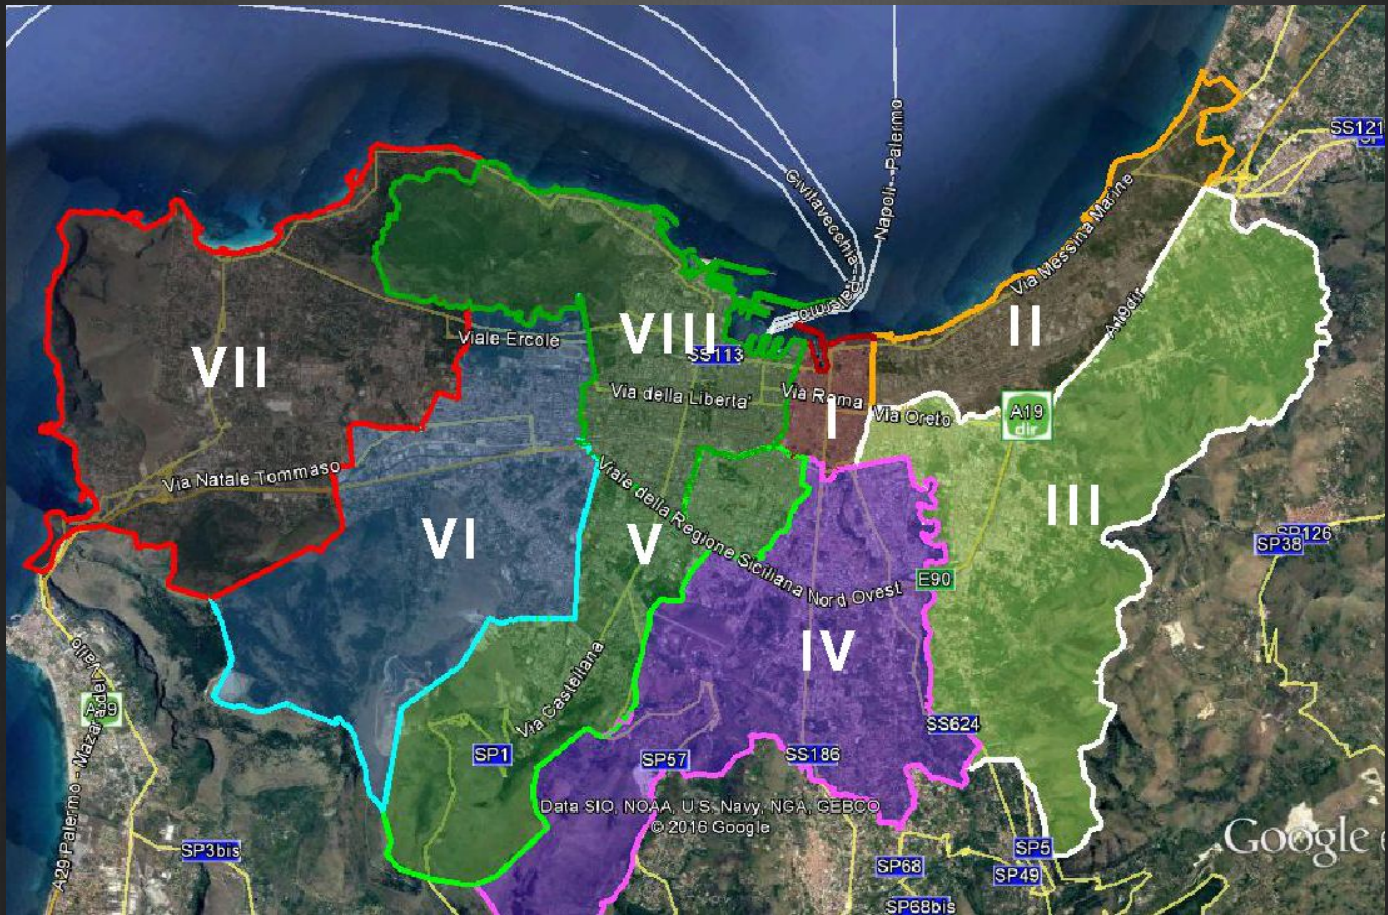 SS121
Civitavecchia - Palermo
Napoli - Palermo
Via Messina Marine
II
A19dir
VIII
Viale Ercole
SS113
VII
Via della Liberta'
Via Roma
I
Via Oreto
A19
dir
Via Natale Tommaso
III
VI
V
Viale della Regione Siciliana Nord Ovest
SP126
SP38
E90
IV
A29 Palermo - Mazara del Vallo
Via Castellana
SS624
SP1
SP57
SS186
Data SIO, NOAA, U.S. Navy, NGA, GEBCO
© 2016 Google
Google
SP3bis
SP5
SP68
SP49
SP68bis